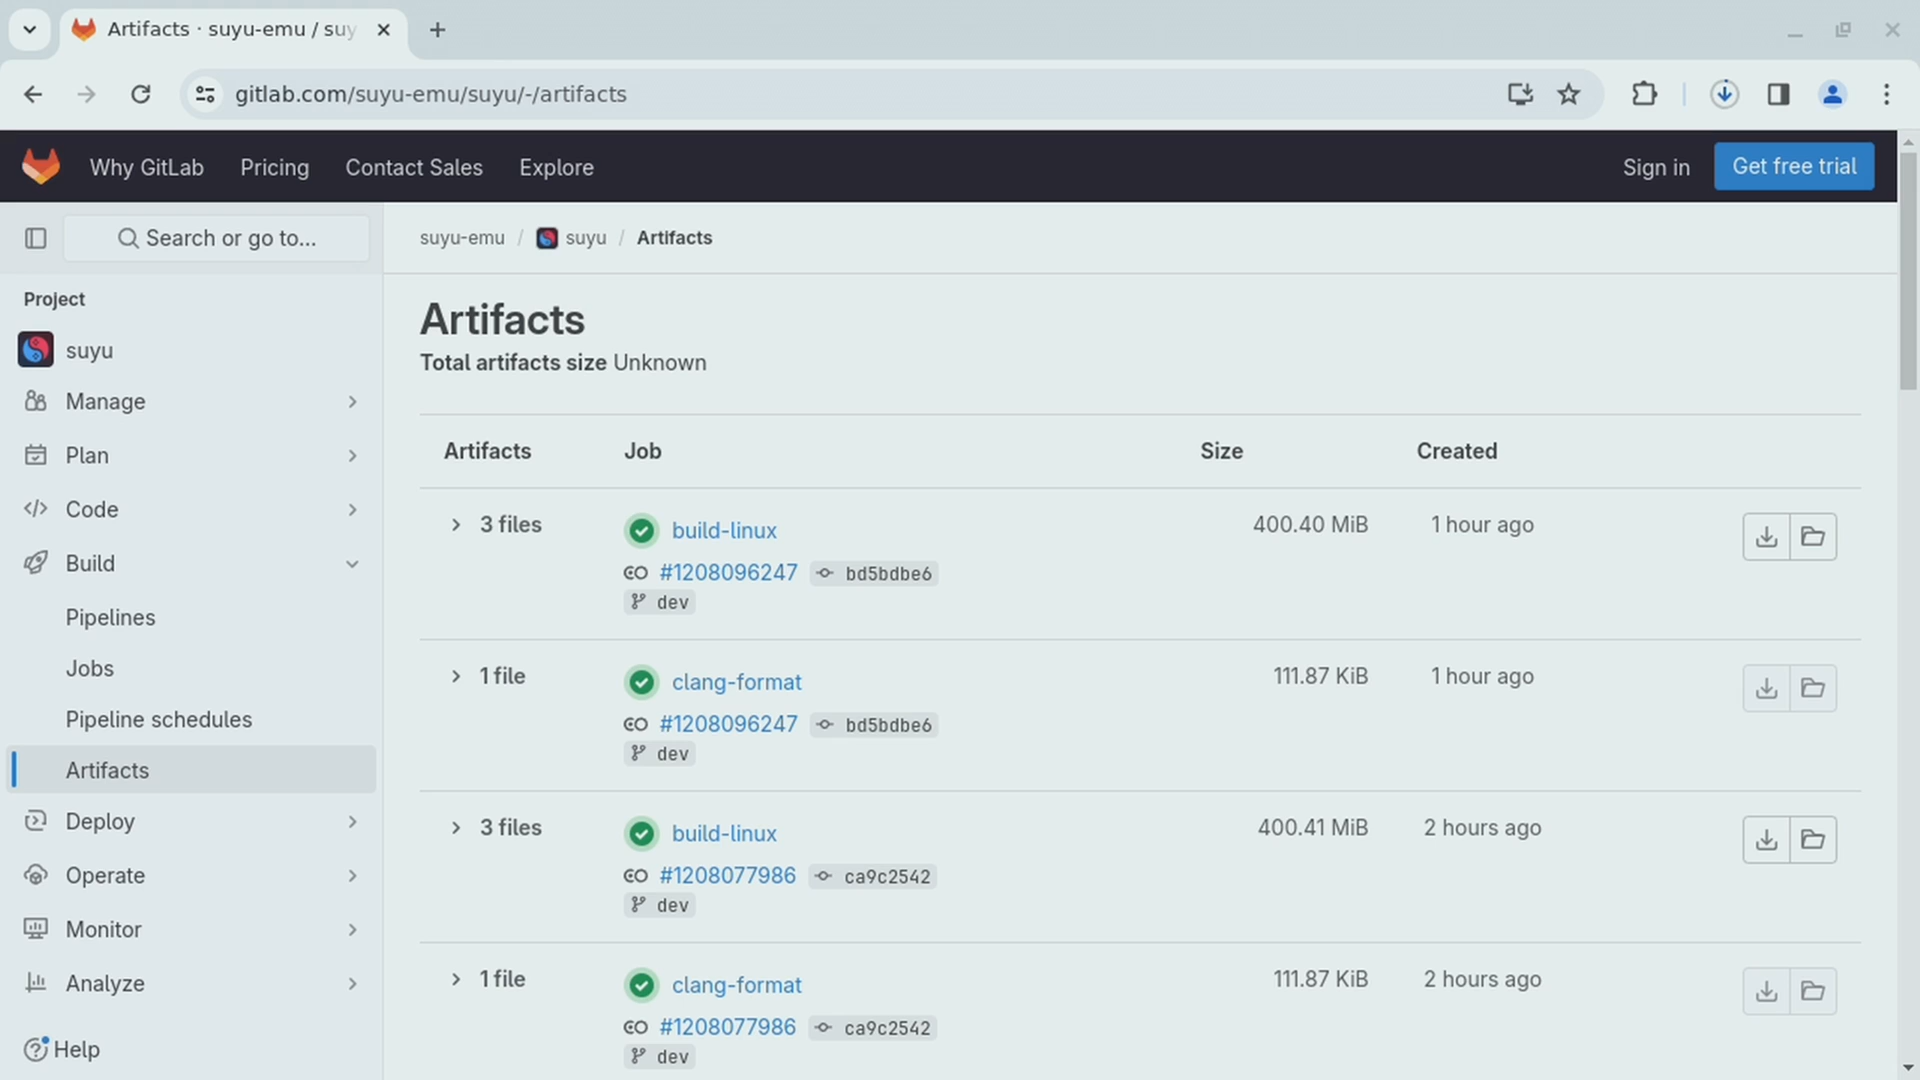 Artifacts · suyu-emu / suy
gitlab.com/suyu-emu/suyu/-/artifacts
Why GitLab
Pricing
Contact Sales
Explore
Sign in
Get free trial
Search or go to...
suyu-emu / suyu / Artifacts
Project
suyu
Manage
Plan
Code
Build
Pipelines
Jobs
Pipeline schedules
Artifacts
Deploy
Operate
Monitor
Analyze
Help
Artifacts
Total artifacts size Unknown
Artifacts Job Size Created
3 files build-linux 400.40 MiB 1 hour ago
#1208096247 bd5bdbe6
dev
1 file clang-format 111.87 KiB 1 hour ago
#1208096247 bd5bdbe6
dev
3 files build-linux 400.41 MiB 2 hours ago
#1208077986 ca9c2542
dev
1 file clang-format 111.87 KiB 2 hours ago
#1208077986 ca9c2542
dev